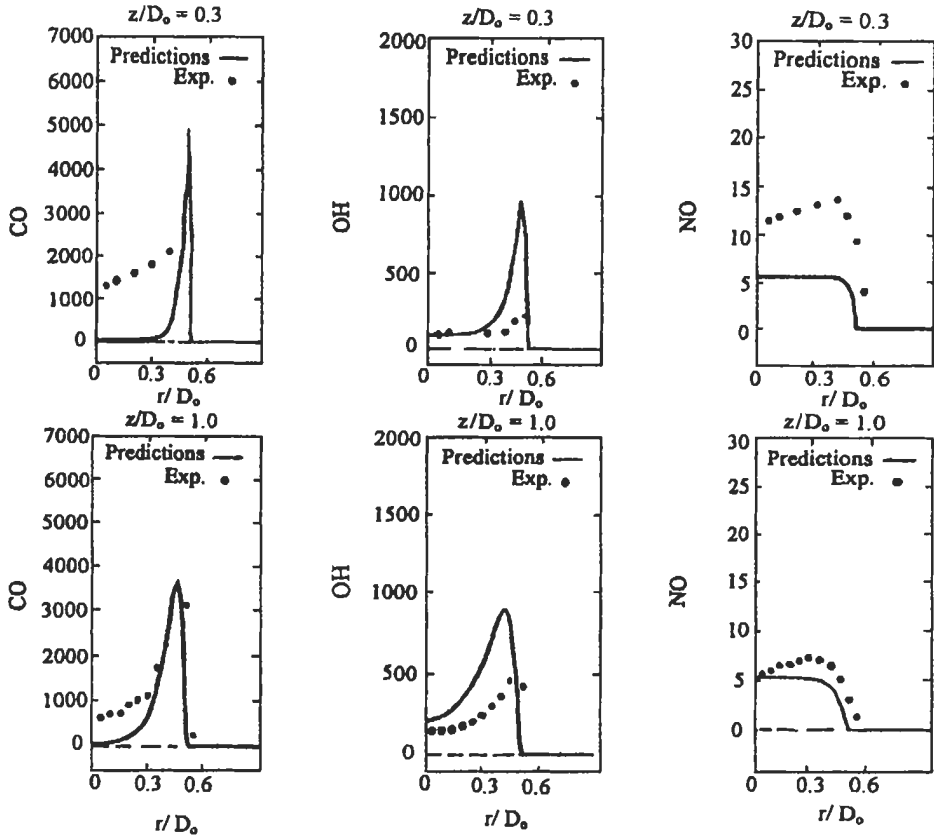 z/Dₒ = 0.3
7000
6000
5000
4000
3000
2000
1000
0
CO
Predictions
Exp.
0
0.3
0.6
r/ Dₒ
z/Dₒ = 0.3
2000
1500
1000
500
0
OH
Predictions
Exp.
0
0.3
0.6
r/ Dₒ
z/Dₒ = 0.3
30
25
20
15
10
5
0
NO
Predictions
Exp.
0
0.3
0.6
r/ Dₒ
z/Dₒ = 1.0
7000
6000
5000
4000
3000
2000
1000
0
CO
Predictions
Exp.
0
0.3
0.6
r/ Dₒ
z/Dₒ = 1.0
2000
1500
1000
500
0
OH
Predictions
Exp.
0
0.3
0.6
r/ Dₒ
z/Dₒ = 1.0
30
25
20
15
10
5
0
NO
Predictions
Exp.
0
0.3
0.6
r/ Dₒ